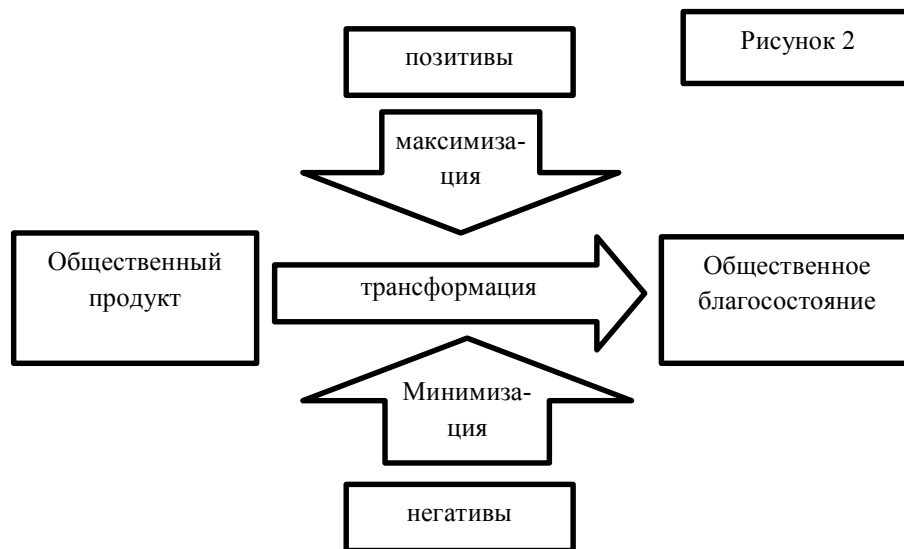 позитивы
Рисунок 2
максимиза-
ция
Общественный
продукт
трансформация
Общественное
благосостояние
Минимиза-
ция
негативы